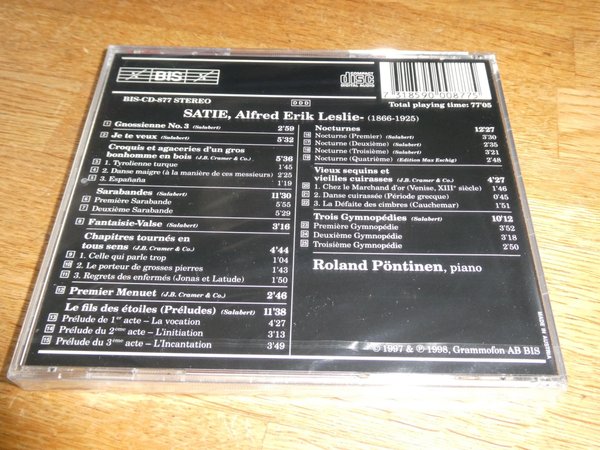 BIS
COMPACT
disc
DIGITAL AUDIO
7 318590 008775
BIS-CD-877 STEREO
DDD
Total playing time: 77'05
SATIE, Alfred Erik Leslie- (1866-1925)
1 Gnossienne No. 3 (Salabert) 2'59
2 Je te veux (Salabert) 5'32
Croquis et agaceries d'un gros
bonhomme en bois (J.B. Cramer & Co.) 5'36
3 1. Tyrolienne turque 1'45
4 2. Danse maigre (à la manière de ces messieurs) 2'25
5 3. Españaña 1'19
Sarabandes (Salabert) 11'30
6 Première Sarabande 5'55
7 Deuxième Sarabande 5'29
8 Fantaisie-Valse (Salabert) 3'16
Chapitres tournés en
tous sens (J.B. Cramer & Co.) 4'44
9 1. Celle qui parle trop 1'04
10 2. Le porteur de grosses pierres 1'43
11 3. Regrets des enfermés (Jonas et Latude) 1'50
12 Premier Menuet (J.B. Cramer & Co.) 2'46
Le fils des étoiles (Préludes) (Salabert) 11'38
13 Prélude de 1er acte – La vocation 4'27
14 Prélude du 2ème acte – L'initiation 3'13
15 Prélude du 3ème acte – L'Incantation 3'49
Nocturnes 12'27
16 Nocturne (Premier) (Salabert) 3'30
17 Nocturne (Deuxième) (Salabert) 2'35
18 Nocturne (Troisième) (Salabert) 3'21
19 Nocturne (Quatrième) (Edition Max Eschig) 2'48
Vieux sequins et
vieilles cuirasses (J.B. Cramer & Co.) 4'27
20 1. Chez le Marchand d'or (Venise, XIIIe siècle) 1'46
21 2. Danse cuirassée (Période grecque) 0'45
22 3. La Défaite des cimbres (Cauchemar) 1'51
Trois Gymnopédies (Salabert) 10'12
23 Première Gymnopédie 3'52
24 Deuxième Gymnopédie 3'18
25 Troisième Gymnopédie 2'50
Roland Pöntinen, piano
© 1997 & ℗ 1998, Grammofon AB BIS
MADE IN AUSTRIA